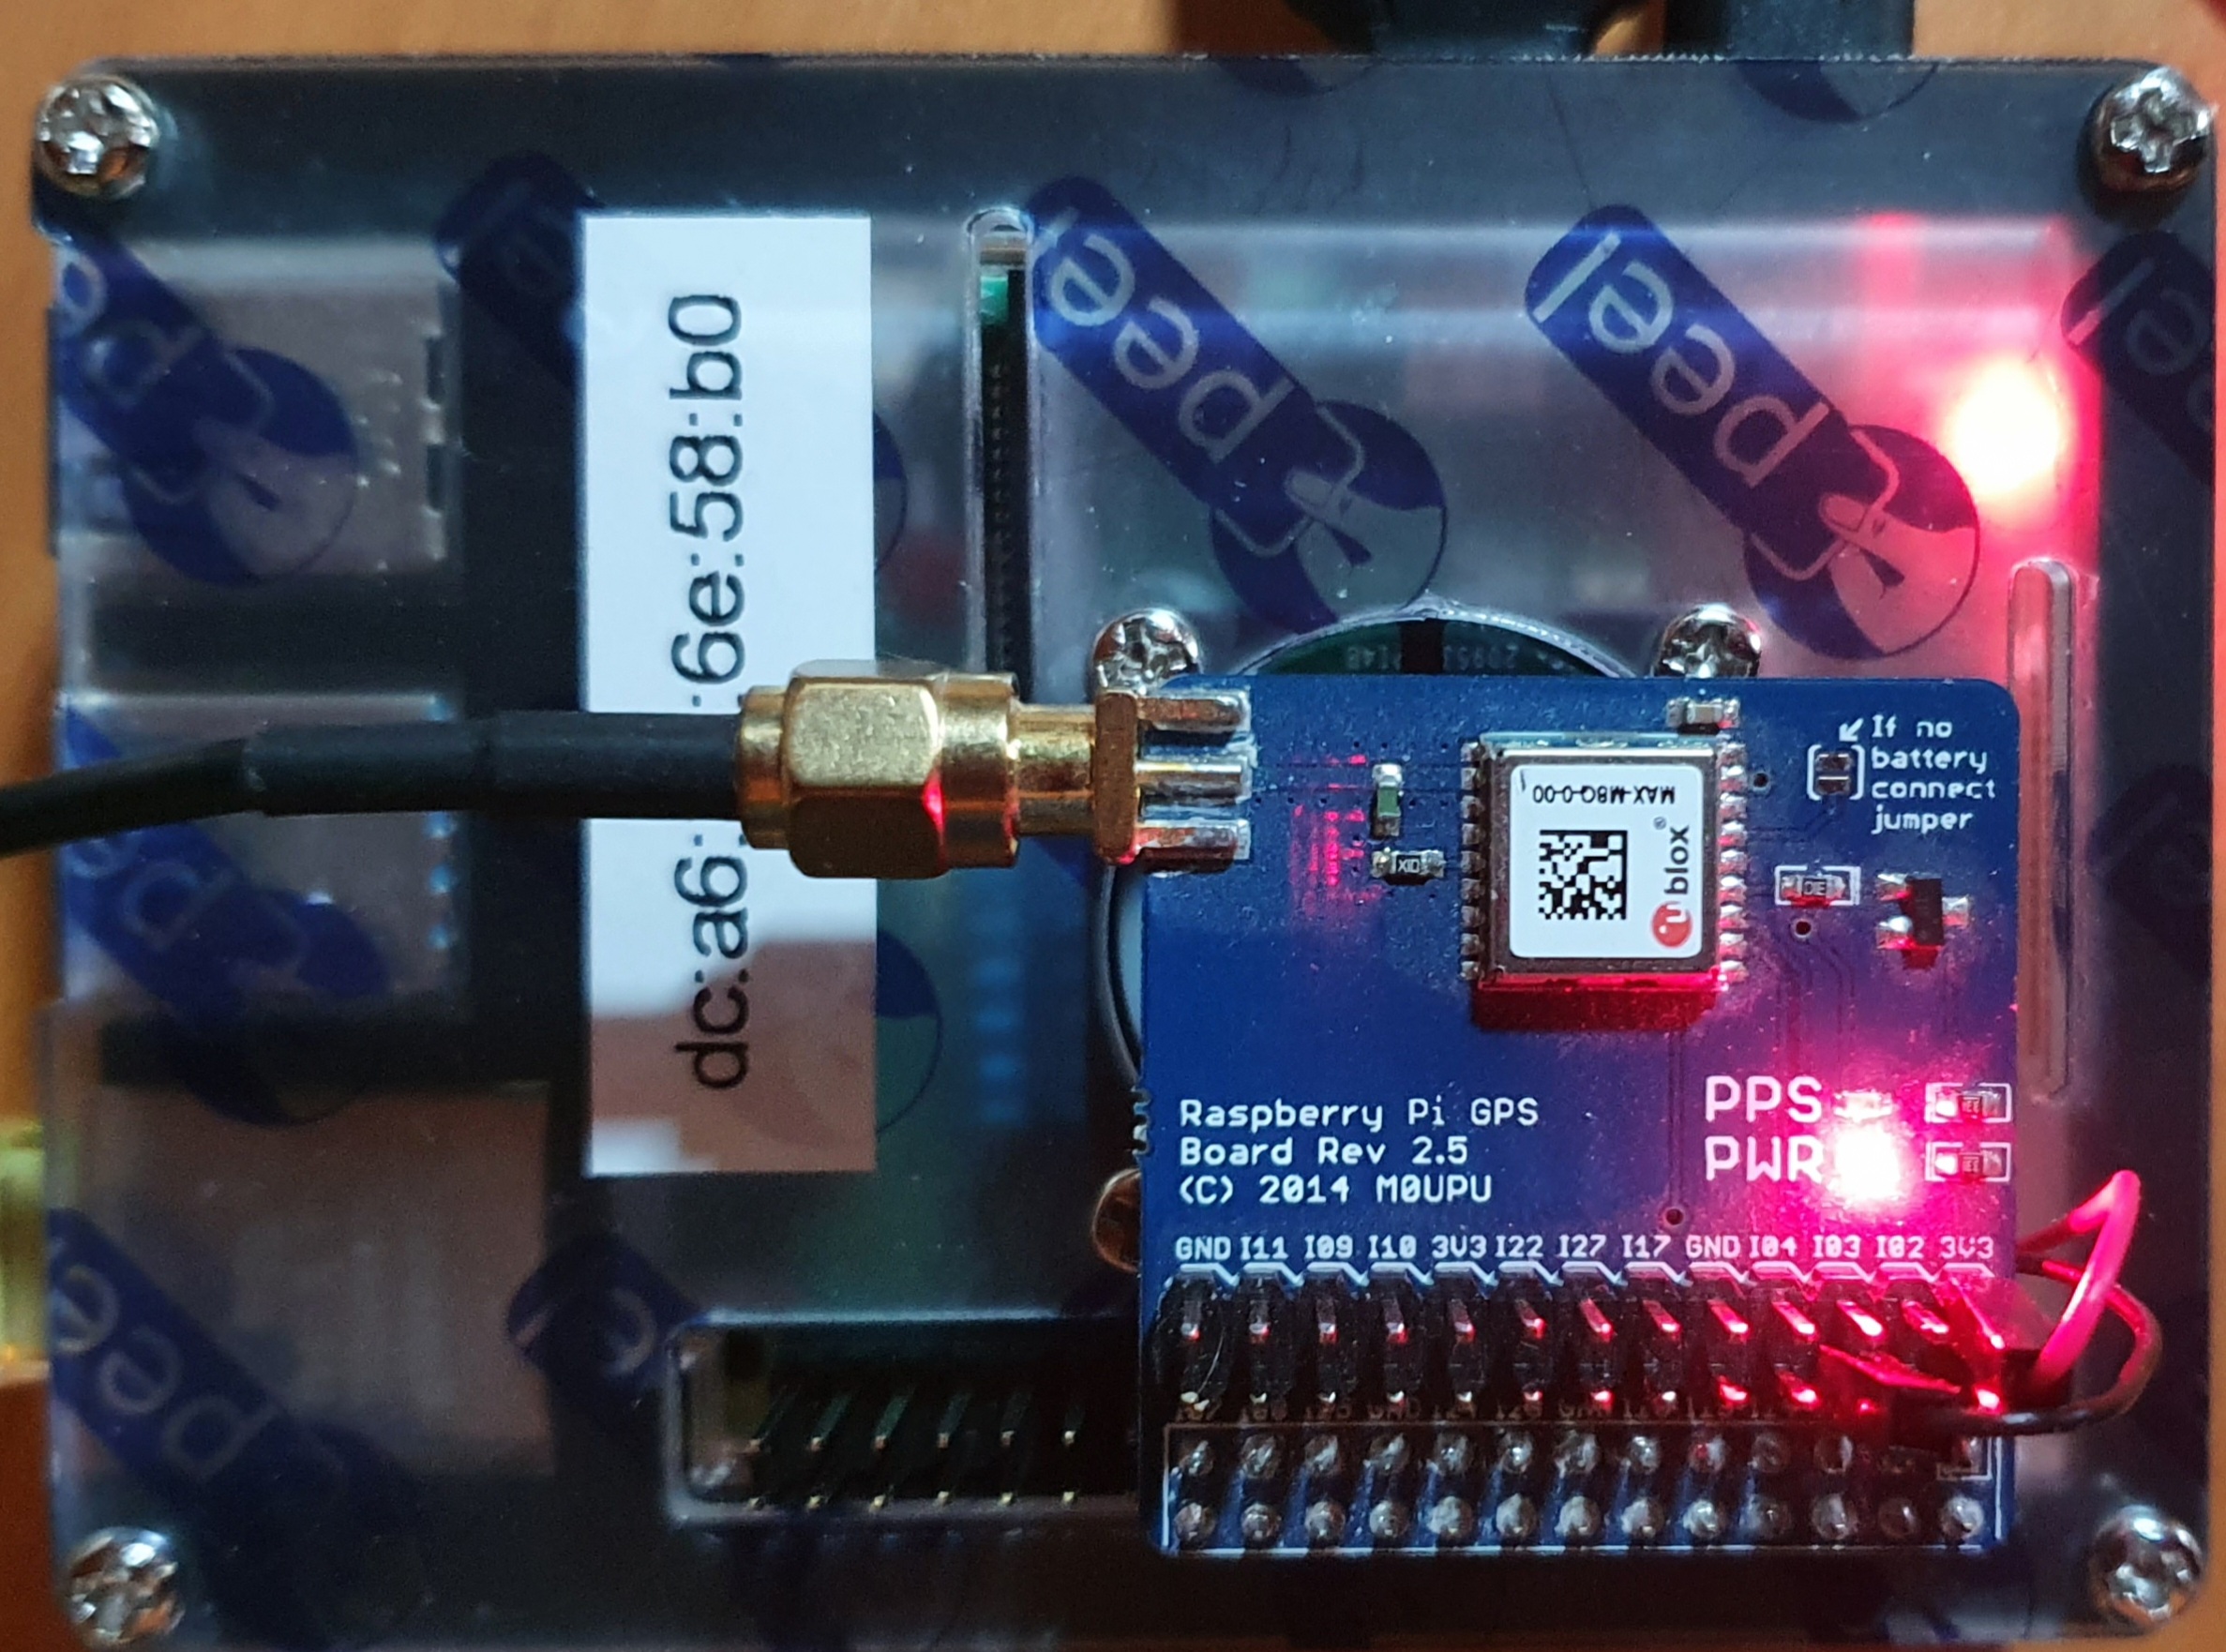 dc:a6: :6e:58:b0
peel
peel
If no
battery
connect
jumper
MAX-M8Q-0-00
ublox
Raspberry Pi GPS
Board Rev 2.5
(C) 2014 M0UPU
PPS
PWR
GND I11 I09 I10 3V3 I22 I27 I17 GND I04 I03 I02 3V3